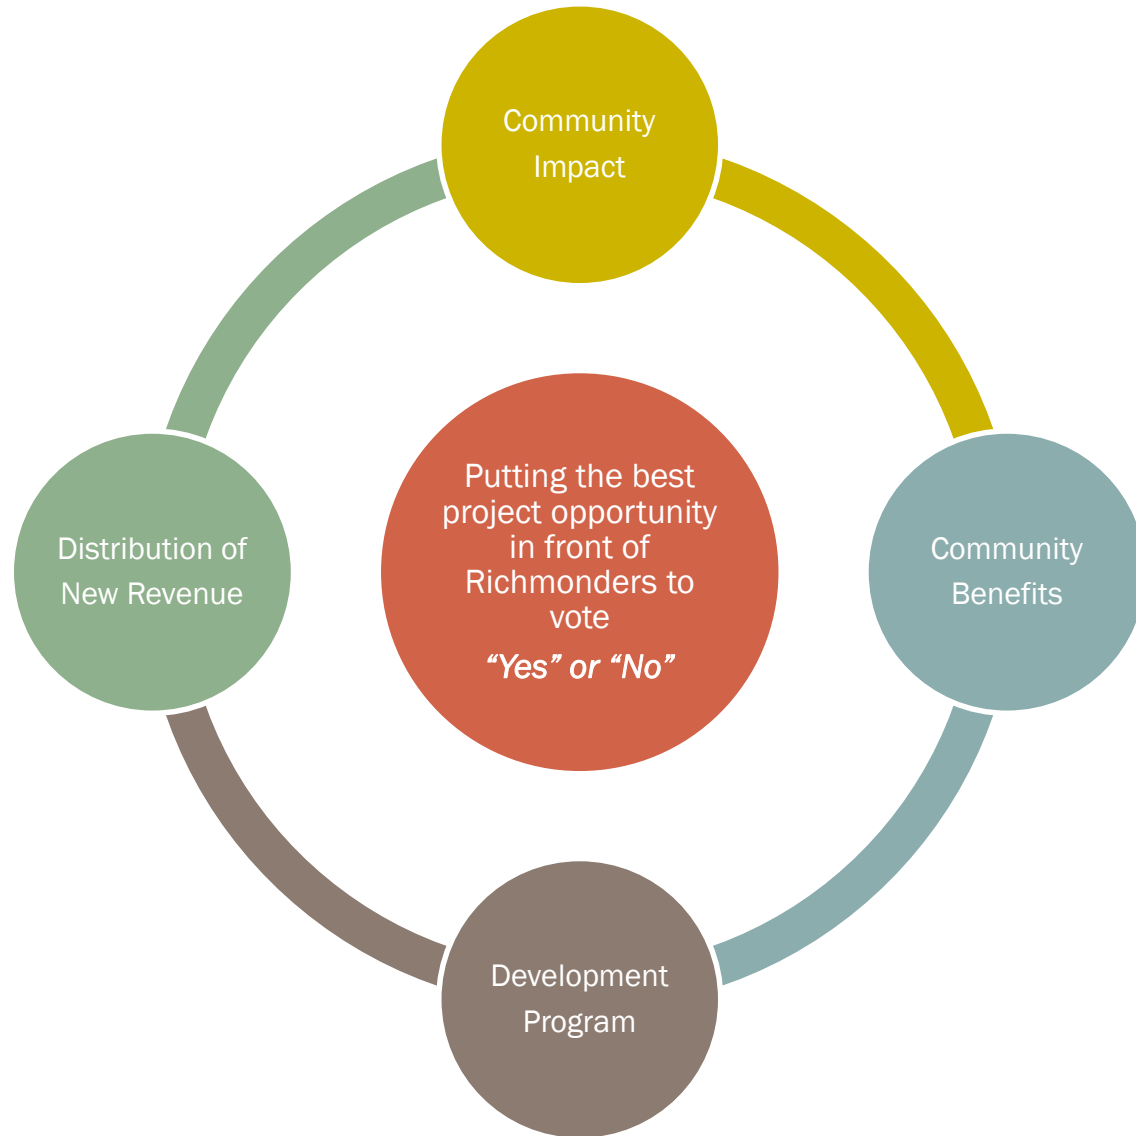 Community
Impact
Distribution of
New Revenue
Putting the best
project opportunity
in front of
Richmonders to
vote
“Yes” or “No”
Community
Benefits
Development
Program